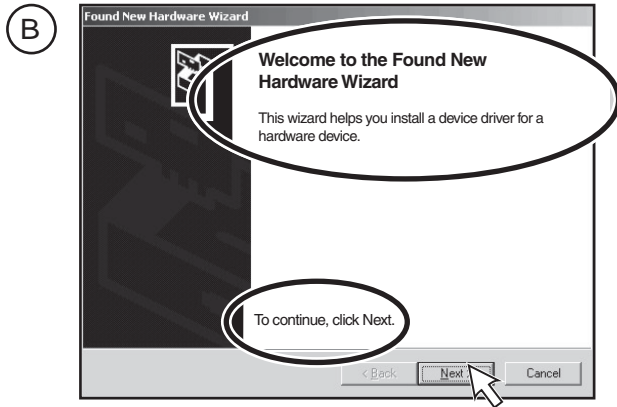 B
Found New Hardware Wizard
Welcome to the Found New
Hardware Wizard
This wizard helps you install a device driver for a
hardware device.
To continue, click Next.
< Back Next > Cancel